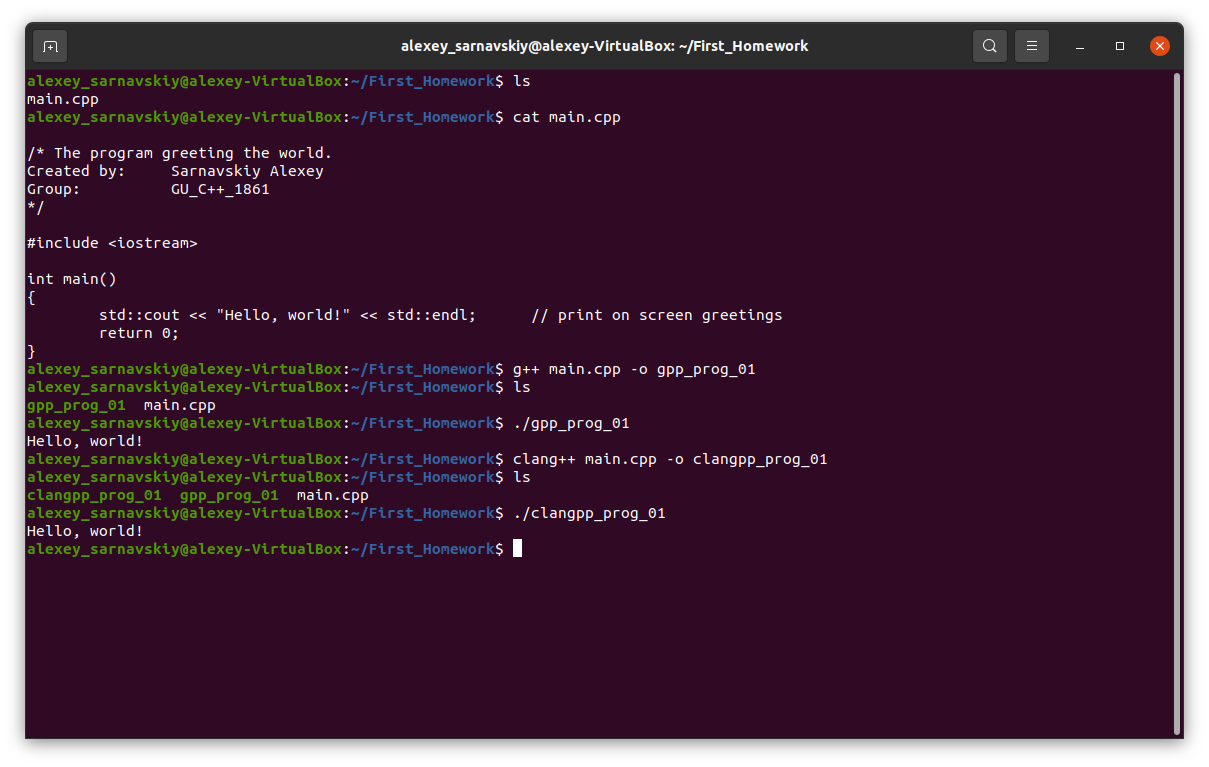 alexey_sarnavskiy@alexey-VirtualBox: ~/First_Homework
alexey_sarnavskiy@alexey-VirtualBox:~/First_Homework$ ls
main.cpp
alexey_sarnavskiy@alexey-VirtualBox:~/First_Homework$ cat main.cpp

/* The program greeting the world.
Created by:     Sarnavskiy Alexey
Group:          GU_C++_1861
*/

#include <iostream>

int main()
{
        std::cout << "Hello, world!" << std::endl;      // print on screen greetings
        return 0;
}
alexey_sarnavskiy@alexey-VirtualBox:~/First_Homework$ g++ main.cpp -o gpp_prog_01
alexey_sarnavskiy@alexey-VirtualBox:~/First_Homework$ ls
gpp_prog_01  main.cpp
alexey_sarnavskiy@alexey-VirtualBox:~/First_Homework$ ./gpp_prog_01
Hello, world!
alexey_sarnavskiy@alexey-VirtualBox:~/First_Homework$ clang++ main.cpp -o clangpp_prog_01
alexey_sarnavskiy@alexey-VirtualBox:~/First_Homework$ ls
clangpp_prog_01  gpp_prog_01  main.cpp
alexey_sarnavskiy@alexey-VirtualBox:~/First_Homework$ ./clangpp_prog_01
Hello, world!
alexey_sarnavskiy@alexey-VirtualBox:~/First_Homework$